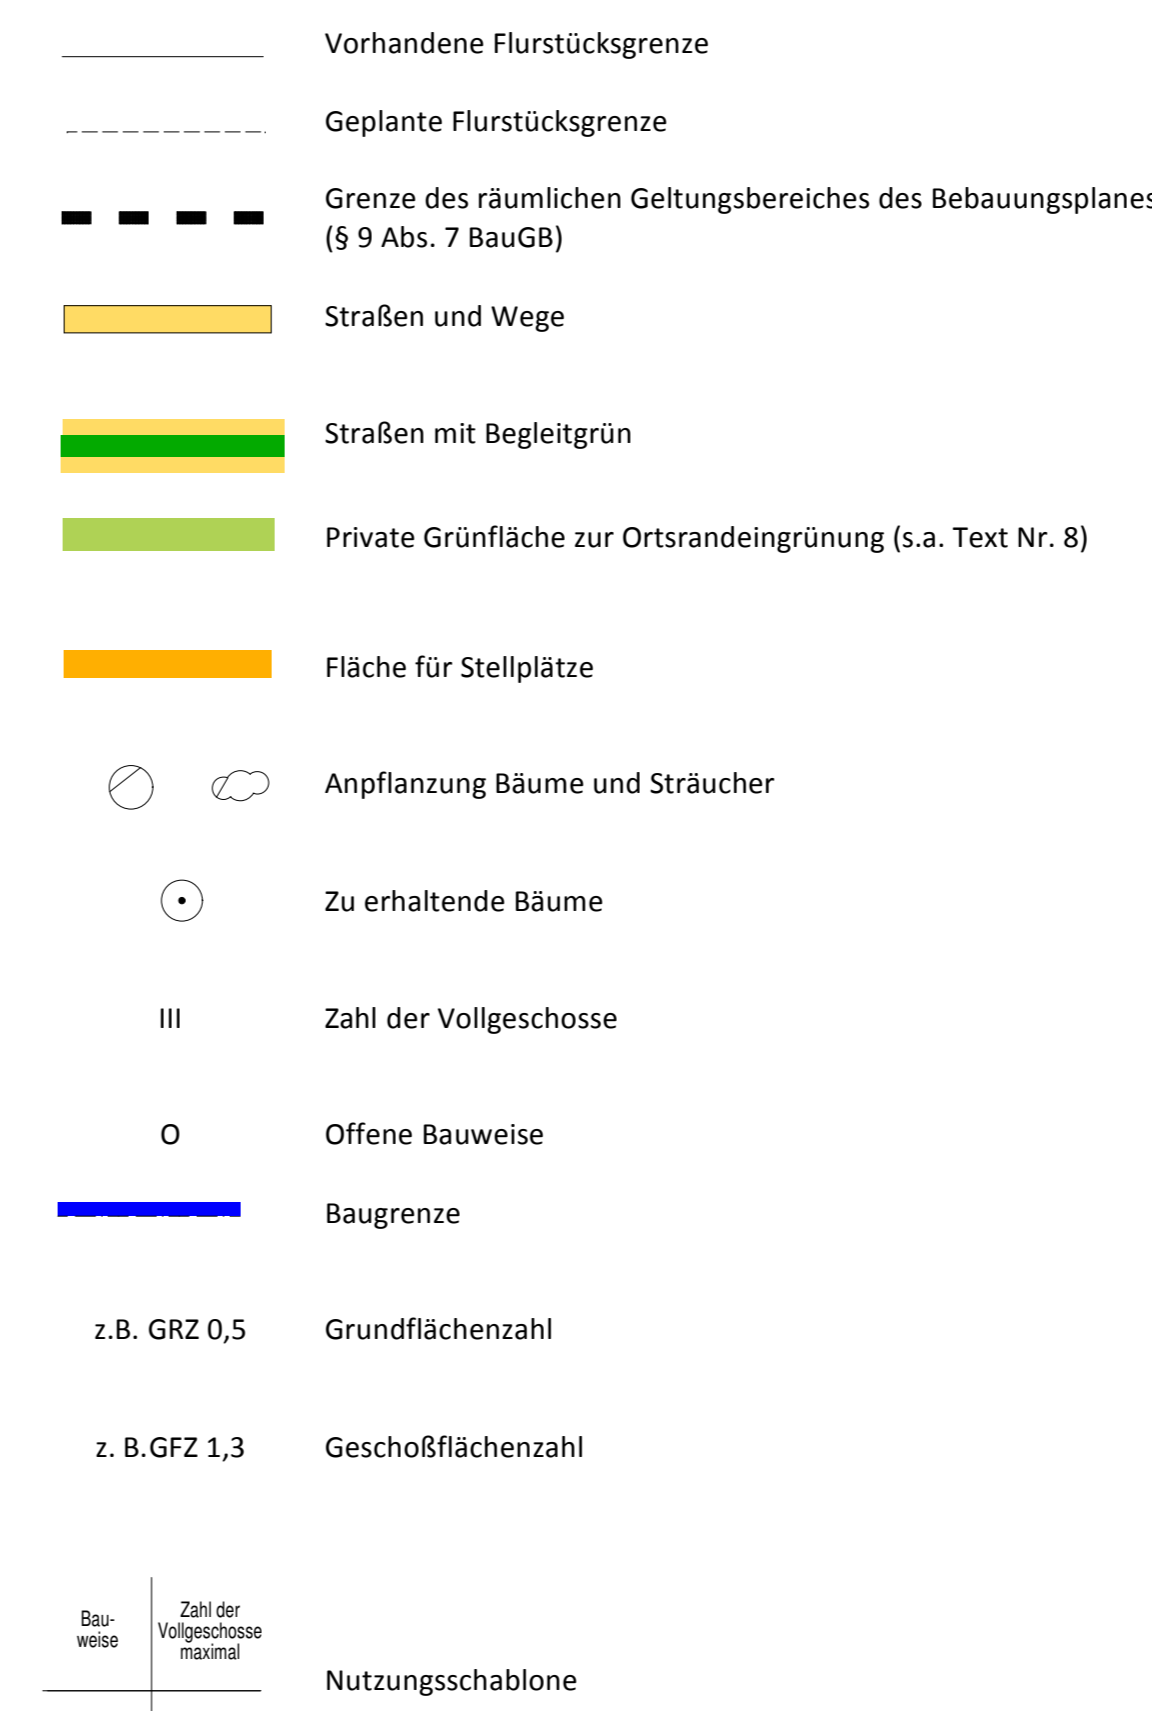 Vorhandene Flurstücksgrenze
Geplante Flurstücksgrenze
Grenze des räumlichen Geltungsbereiches des Bebauungsplanes
(§ 9 Abs. 7 BauGB)
Straßen und Wege
Straßen mit Begleitgrün
Private Grünfläche zur Ortsrandeingrünung (s.a. Text Nr. 8)
Fläche für Stellplätze
Anpflanzung Bäume und Sträucher
Zu erhaltende Bäume
III Zahl der Vollgeschosse
O Offene Bauweise
Baugrenze
z.B. GRZ 0,5 Grundflächenzahl
z. B.GFZ 1,3 Geschoßflächenzahl
Bau-
weise
Zahl der
Vollgeschosse
maximal
Nutzungsschablone